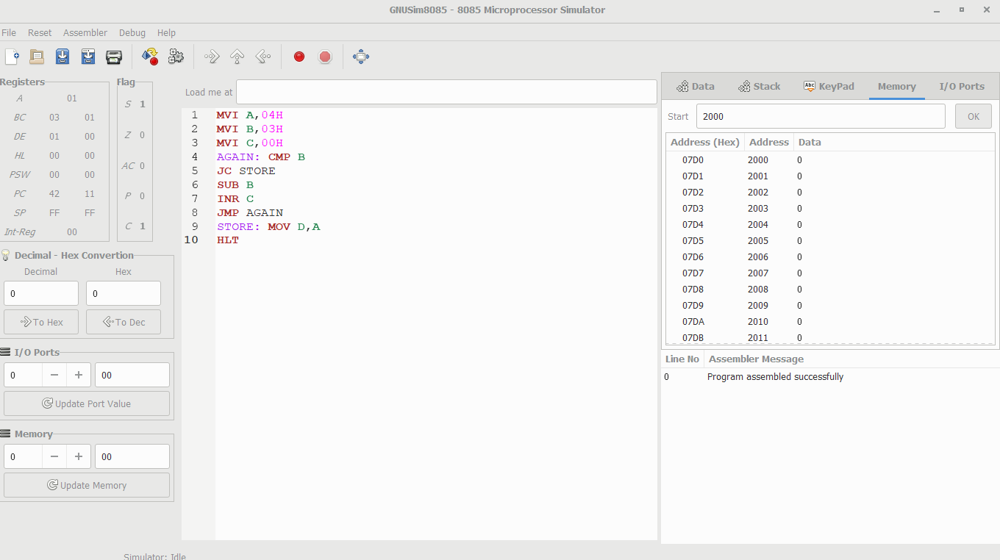 GNUSim8085 - 8085 Microprocessor Simulator
File Reset Assembler Debug Help
Registers
A 01
BC 03 01
DE 01 00
HL 00 00
PSW 00 00
PC 42 11
SP FF FF
Int-Reg 00
Flag
S 1
Z 0
AC 0
P 0
C 1
Decimal - Hex Convertion
Decimal Hex
0 0
To Hex To Dec
I/O Ports
0 − + 00
Update Port Value
Memory
0 − + 00
Update Memory
Load me at
1 MVI A,04H
2 MVI B,03H
3 MVI C,00H
4 AGAIN: CMP B
5 JC STORE
6 SUB B
7 INR C
8 JMP AGAIN
9 STORE: MOV D,A
10 HLT
Data Stack Abc KeyPad Memory I/O Ports
Start 2000 OK
Address (Hex) Address Data
07D0 2000 0
07D1 2001 0
07D2 2002 0
07D3 2003 0
07D4 2004 0
07D5 2005 0
07D6 2006 0
07D7 2007 0
07D8 2008 0
07D9 2009 0
07DA 2010 0
07DB 2011 0
Line No Assembler Message
0 Program assembled successfully
Simulator: Idle